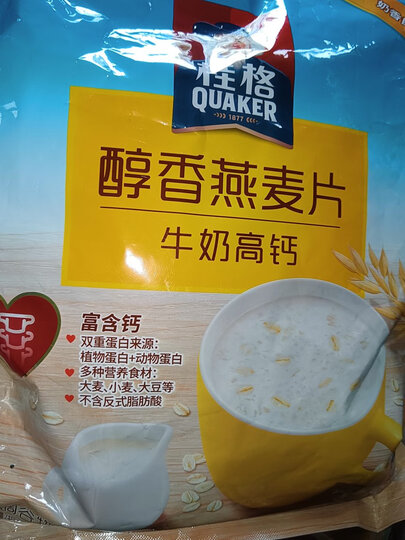 奶香
桂格
QUAKER
1877
醇香燕麦片
牛奶高钙
富含钙
• 双重蛋白来源：
植物蛋白+动物蛋白
• 多种营养食材：
大麦、小麦、大豆等
• 不含反式脂肪酸